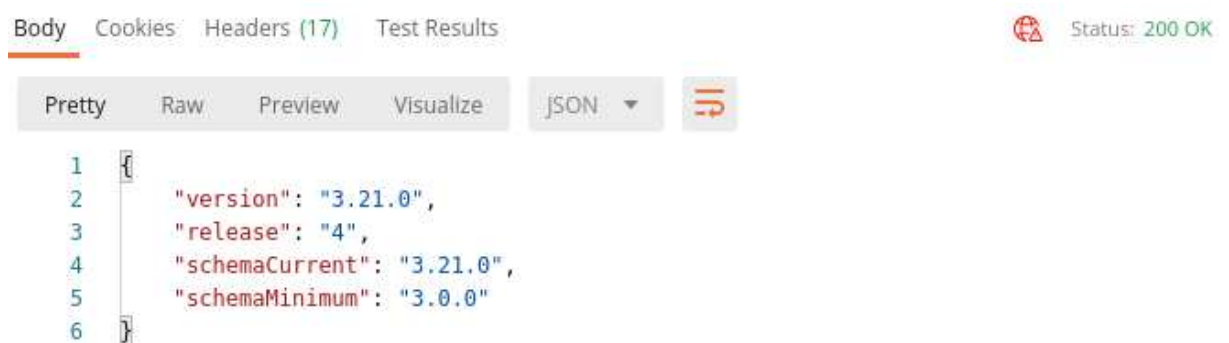 Body Cookies Headers (17) Test Results Status: 200 OK
Pretty Raw Preview Visualize JSON
1 {
2 "version": "3.21.0",
3 "release": "4",
4 "schemaCurrent": "3.21.0",
5 "schemaMinimum": "3.0.0"
6 }